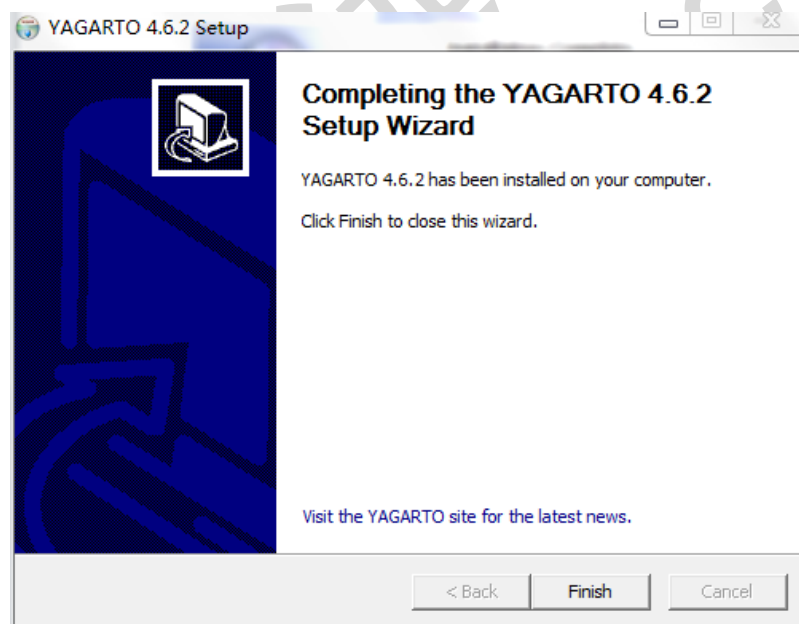 YAGARTO 4.6.2 Setup
Completing the YAGARTO 4.6.2
Setup Wizard
YAGARTO 4.6.2 has been installed on your computer.
Click Finish to close this wizard.
Visit the YAGARTO site for the latest news.
< Back
Finish
Cancel